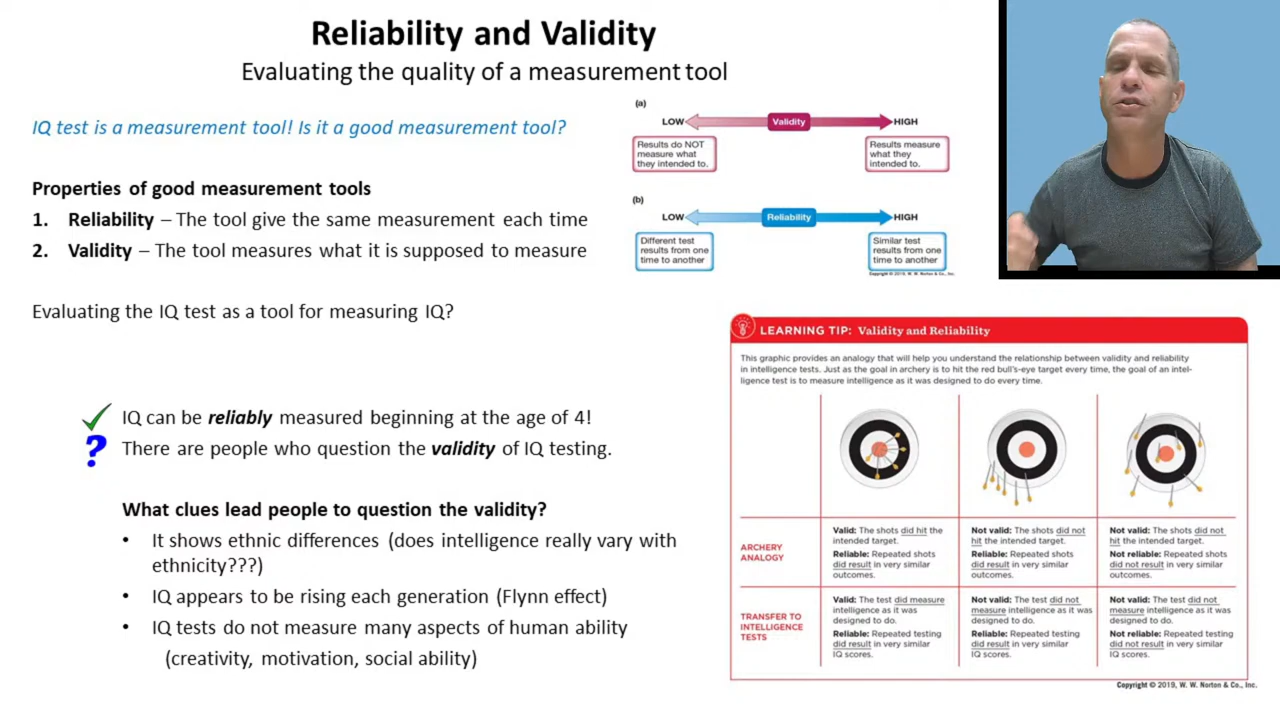 Reliability and Validity
Evaluating the quality of a measurement tool
IQ test is a measurement tool! Is it a good measurement tool?
Properties of good measurement tools
1. Reliability – The tool give the same measurement each time
2. Validity – The tool measures what it is supposed to measure
Evaluating the IQ test as a tool for measuring IQ?
IQ can be reliably measured beginning at the age of 4!
? There are people who question the validity of IQ testing.
What clues lead people to question the validity?
• It shows ethnic differences (does intelligence really vary with
ethnicity???)
• IQ appears to be rising each generation (Flynn effect)
• IQ tests do not measure many aspects of human ability
(creativity, motivation, social ability)
(a)
LOW Validity HIGH
Results do NOT
measure what
they intended to.
Results measure
what they
intended to.
(b)
LOW Reliability HIGH
Different test
results from one
time to another
Similar test
results from one
time to another
Copyright © 2019, W. W. Norton & Co., Inc.
LEARNING TIP: Validity and Reliability
This graphic provides an analogy that will help you understand the relationship between validity and reliability
in intelligence tests. Just as the goal in archery is to hit the red bull's-eye target every time, the goal of an intel-
ligence test is to measure intelligence as it was designed to do every time.
ARCHERY
ANALOGY
Valid: The shots did hit the
intended target.
Reliable: Repeated shots
did result in very similar
outcomes.
Not valid: The shots did not
hit the intended target.
Reliable: Repeated shots
did result in very similar
outcomes.
Not valid: The shots did not
hit the intended target.
Not reliable: Repeated shots
did not result in very similar
outcomes.
TRANSFER TO
INTELLIGENCE
TESTS
Valid: The test did measure
intelligence as it was
designed to do.
Reliable: Repeated testing
did result in very similar
IQ scores.
Not valid: The test did not
measure intelligence as it was
designed to do.
Reliable: Repeated testing
did result in very similar
IQ scores.
Not valid: The test did not
measure intelligence as it was
designed to do.
Not reliable: Repeated testing
did not result in very similar
IQ scores.
Copyright © 2019, W. W. Norton & Co., Inc.